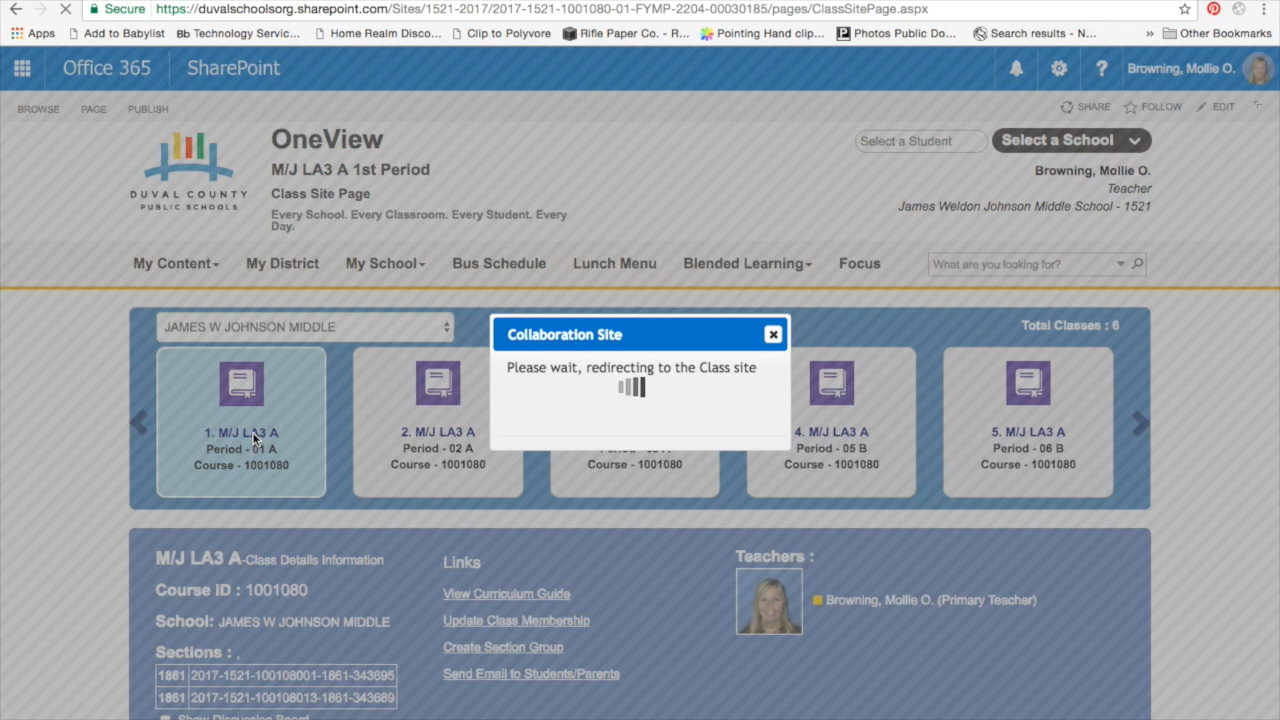 Secure https://duvalschoolsorg.sharepoint.com/Sites/1521-2017/2017-1521-1001080-01-FYMP-2204-00030185/pages/ClassSitePage.aspx
Apps Add to Babylist Bb Technology Servic... Home Realm Disco... Clip to Polyvore Rifle Paper Co. - R... Pointing Hand clip... Photos Public Do... Search results - N... » Other Bookmarks
Office 365 SharePoint ? Browning, Mollie O.
BROWSE PAGE PUBLISH SHARE FOLLOW EDIT
OneView
Select a Student Select a School
M/J LA3 A 1st Period
Browning, Mollie O.
Class Site Page
Teacher
DUVAL COUNTY
PUBLIC SCHOOLS
James Weldon Johnson Middle School - 1521
Every School. Every Classroom. Every Student. Every
Day.
My Content My District My School Bus Schedule Lunch Menu Blended Learning Focus What are you looking for?
JAMES W JOHNSON MIDDLE
Total Classes : 6
Collaboration Site
Please wait, redirecting to the Class site
1. M/J LA3 A
Period - 01 A
Course - 1001080
2. M/J LA3 A
Period - 02 A
Course - 1001080
Course - 1001080
4. M/J LA3 A
Period - 05 B
Course - 1001080
5. M/J LA3 A
Period - 06 B
Course - 1001080
M/J LA3 A-Class Details Information
Course ID : 1001080
School: JAMES W JOHNSON MIDDLE
Sections : ,
1861 2017-1521-100108001-1861-343695
1861 2017-1521-100108013-1861-343689
Show Discussion Board
Links
View Curriculum Guide
Update Class Membership
Create Section Group
Send Email to Students/Parents
Teachers :
Browning, Mollie O. (Primary Teacher)